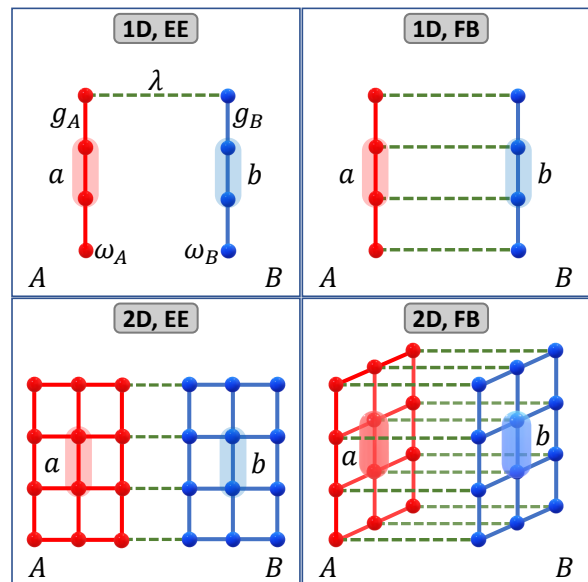 1D, EE
λ
g_A g_B
a b
ω_A ω_B
A B
1D, FB
a b
A B
2D, EE
a b
A B
2D, FB
a b
A B